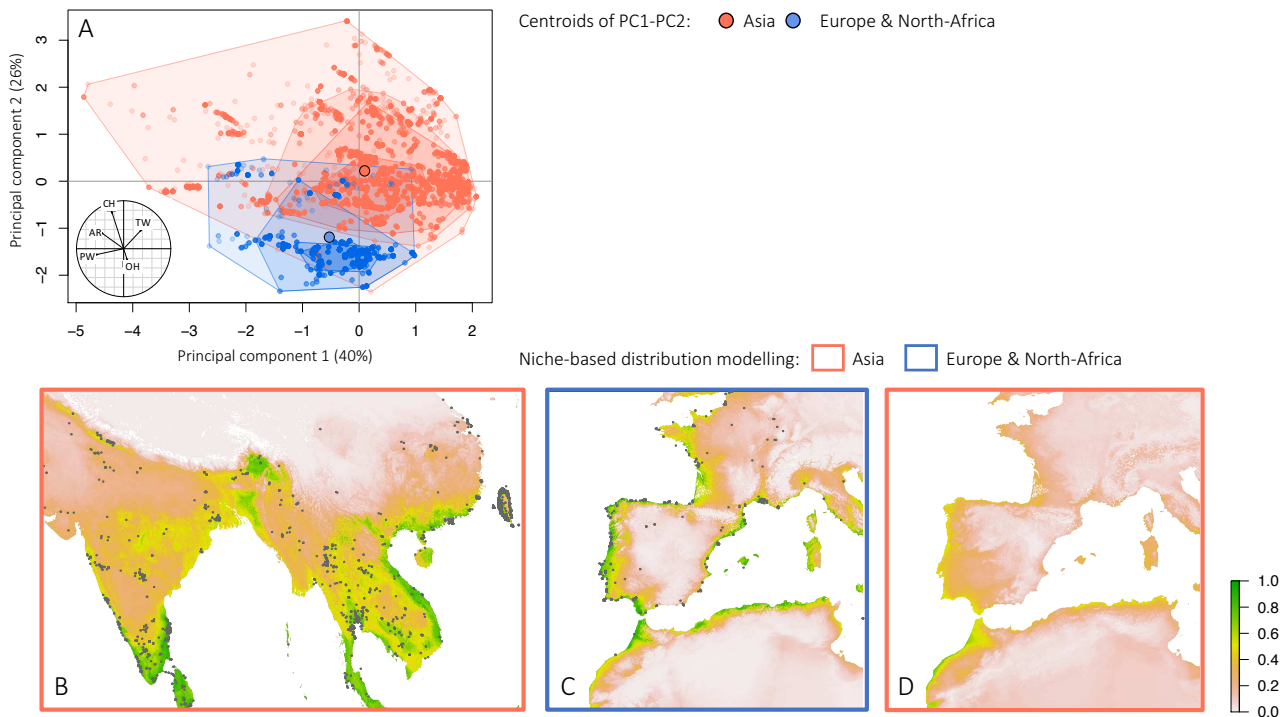 A
Centroids of PC1-PC2: Asia Europe & North-Africa
Principal component 2 (26%)
3
2
1
0
−1
−2
CH
TW
AR
PW
OH
−5 −4 −3 −2 −1 0 1 2
Principal component 1 (40%)
Niche-based distribution modelling: Asia Europe & North-Africa
B
C
D
1.0
0.8
0.6
0.4
0.2
0.0